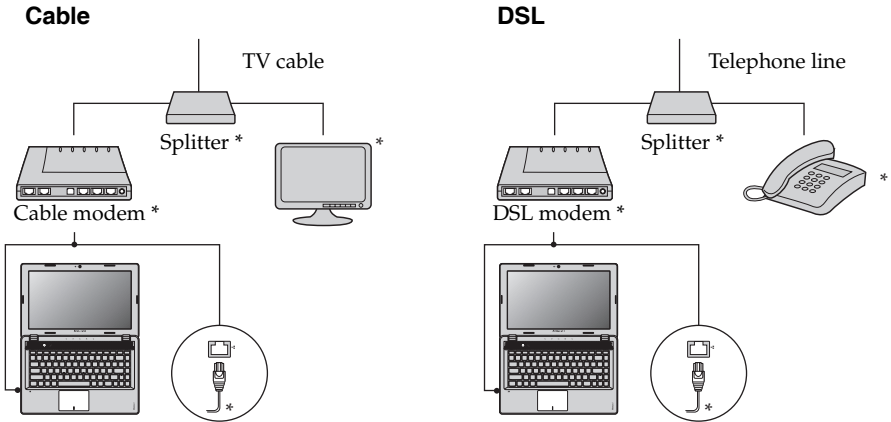 Cable
TV cable
Splitter *
*
Cable modem *
*
DSL
Telephone line
Splitter *
*
DSL modem *
*